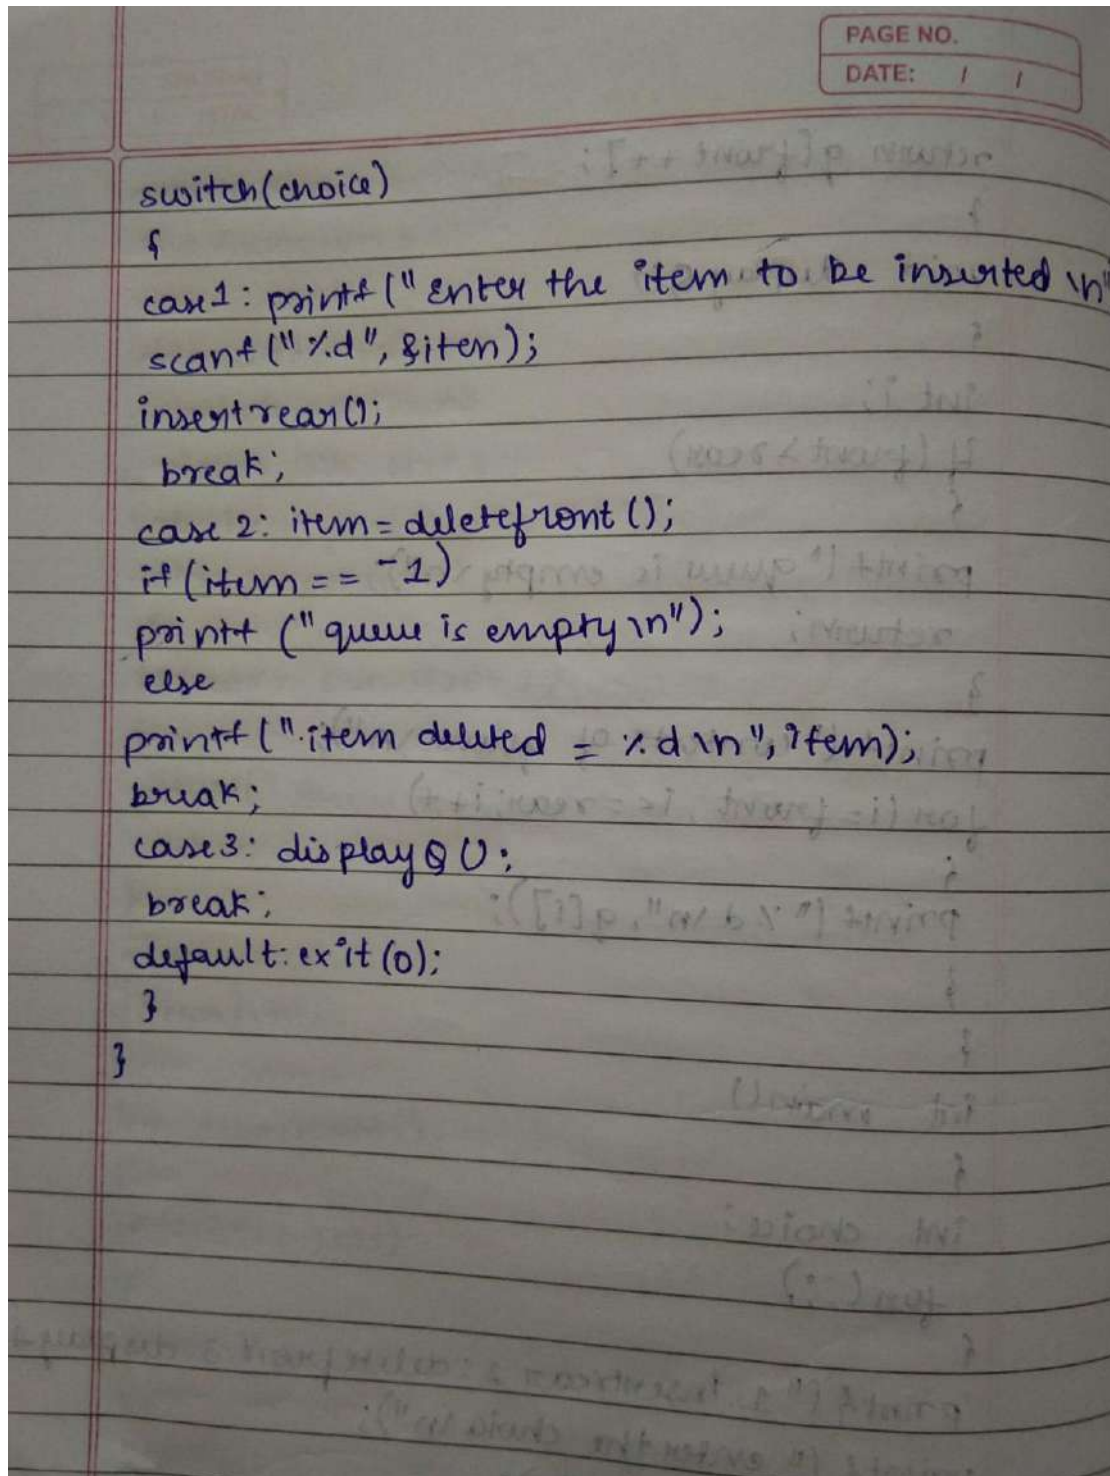 PAGE NO.
DATE: / /
switch(choice)
{
case1: printf ("Enter the item to be inserted \n"
scanf ("%d", &iten);
insertrear();
break;
case 2: item = deletefront ();
if (item == -1)
printf ("queue is empty \n");
else
printf ("item deleted = %d \n", item);
break;
case3: displayQ();
break;
default: exit (0);
}
}